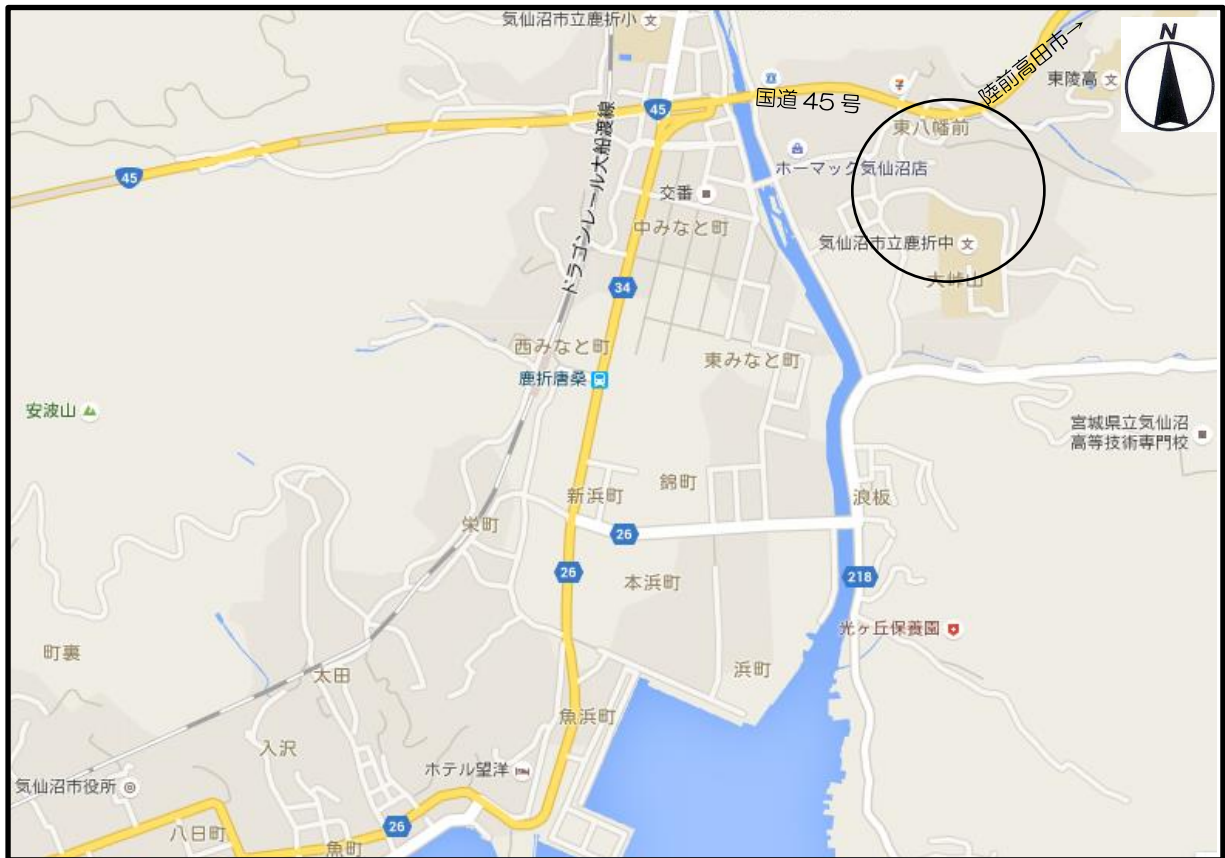 気仙沼市立鹿折小
N
陸前高田市→
東陵高
国道45号
45
東八幡前
ホーマック気仙沼店
45
ドラゴンレール大船渡線
交番
中みなと町
気仙沼市立鹿折中
大峠山
34
西みなと町
東みなと町
鹿折唐桑
安波山
宮城県立気仙沼
高等技術専門校
錦町
新浜町
浪板
栄町
26
26
本浜町
218
光ヶ丘保養園
町裏
太田
浜町
魚浜町
入沢
ホテル望洋
気仙沼市役所
八日町
26
魚町